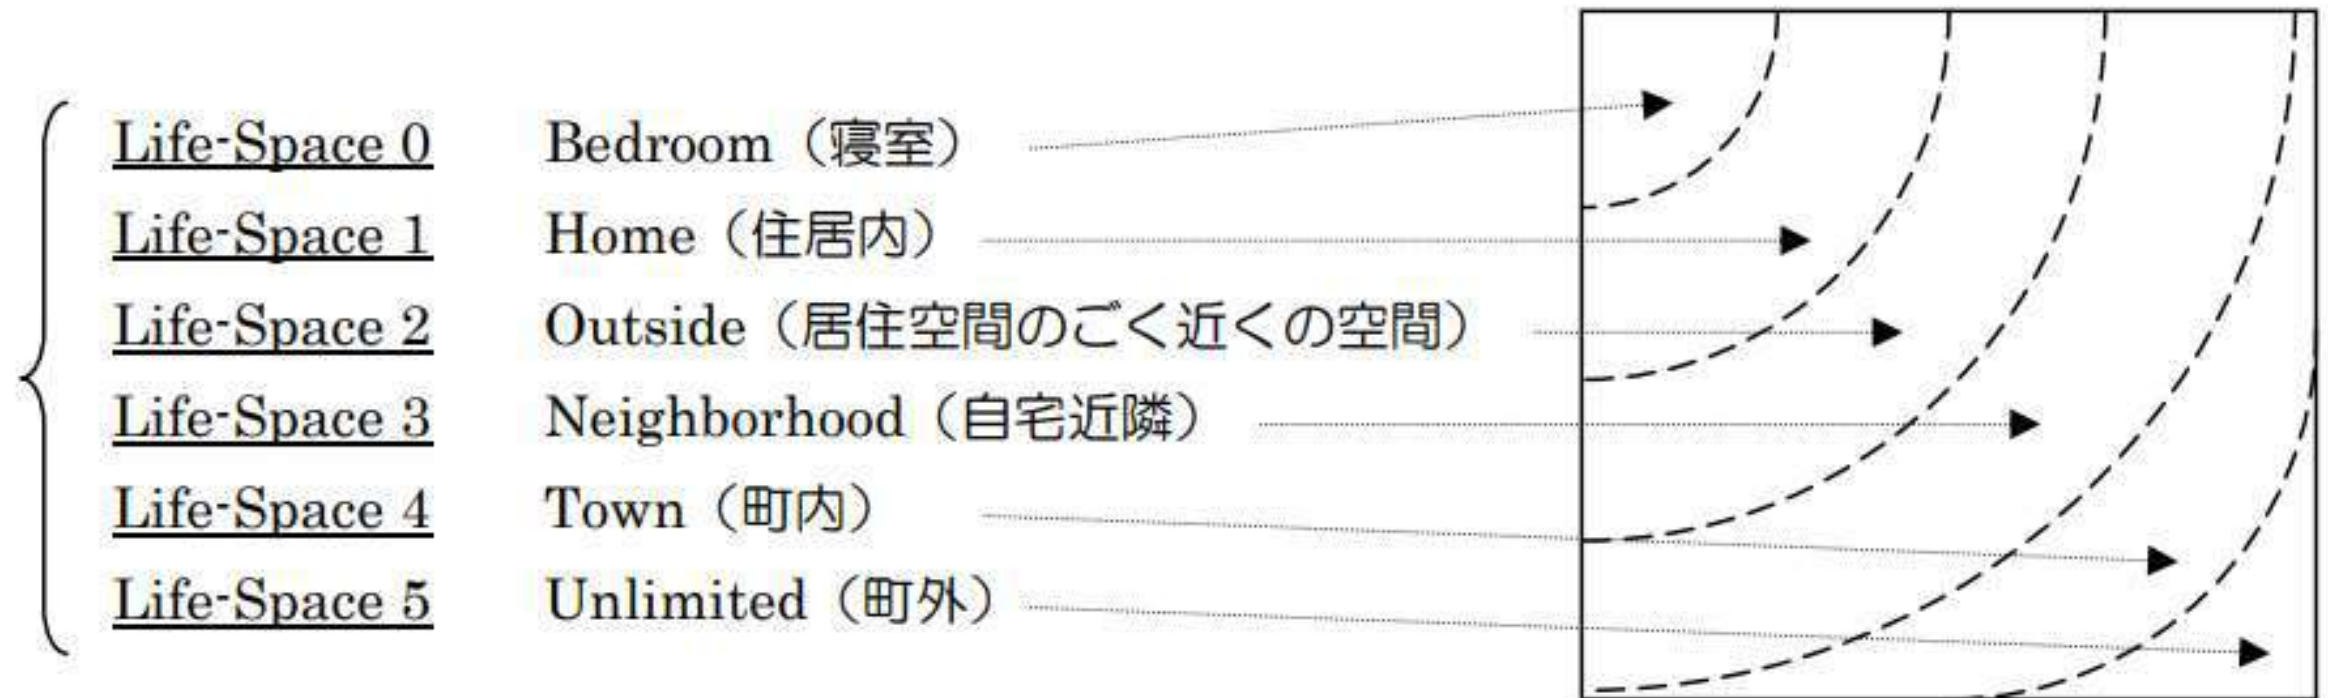 Life-Space 0 Bedroom（寝室）
Life-Space 1 Home（住居内）
Life-Space 2 Outside（居住空間のごく近くの空間）
Life-Space 3 Neighborhood（自宅近隣）
Life-Space 4 Town（町内）
Life-Space 5 Unlimited（町外）